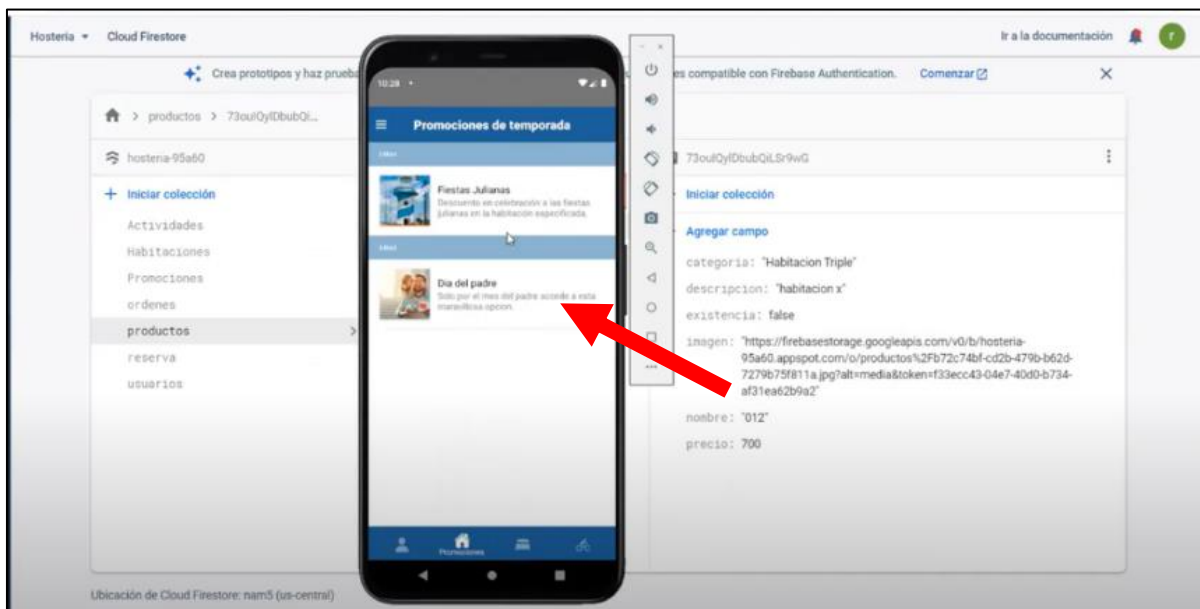 Hosteria
Cloud Firestore
Ir a la documentación
r
Crea prototipos y haz prueba
es compatible con Firebase Authentication.
Comenzar
productos > 73ouIQylDbubQi...
hosteria-95a60
+ Iniciar colección
Actividades
Habitaciones
Promociones
ordenes
productos
reserva
usuarios
10:28
Promociones de temporada
Fiestas Julianas
Descuento en celebración a las fiestas
julianas en la habitación especificada.
Dia del padre
Solo por el mes del padre accede a esta
maravillosa opcion.
Promociones
73ouIQylDbubQiLSr9wG
Iniciar colección
Agregar campo
categoria: "Habitacion Triple"
descripcion: "habitacion x"
existencia: false
imagen: "https://firebasestorage.googleapis.com/v0/b/hosteria-
95a60.appspot.com/o/productos%2Fb72c74bf-cd2b-479b-b62d-
7279b75f811a.jpg?alt=media&token=f33ecc43-04e7-40d0-b734-
af31ea62b9a2"
nombre: "012"
precio: 700
Ubicación de Cloud Firestore: nam5 (us-central)